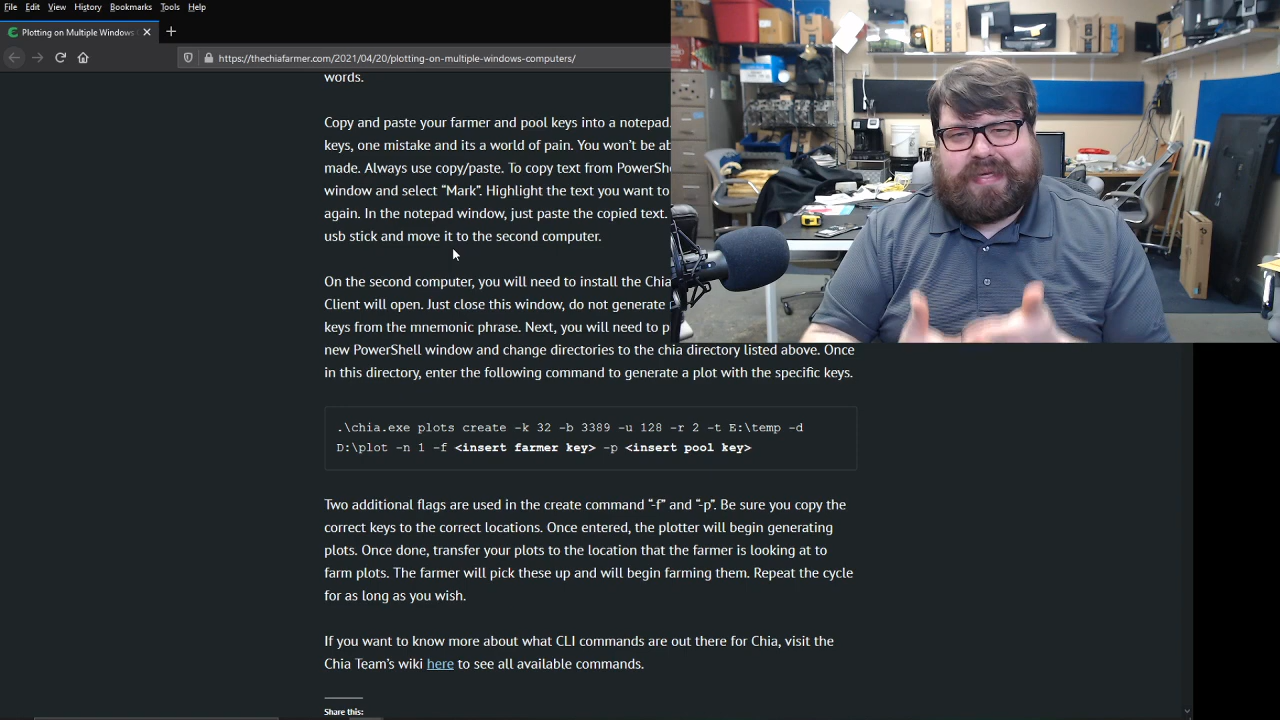 File Edit View History Bookmarks Tools Help
Plotting on Multiple Windows
https://thechiafarmer.com/2021/04/20/plotting-on-multiple-windows-computers/
words.
Copy and paste your farmer and pool keys into a notepad.
keys, one mistake and its a world of pain. You won't be ab
made. Always use copy/paste. To copy text from PowerShe
window and select “Mark”. Highlight the text you want to
again. In the notepad window, just paste the copied text.
usb stick and move it to the second computer.
On the second computer, you will need to install the Chia
Client will open. Just close this window, do not generate
keys from the mnemonic phrase. Next, you will need to p
new PowerShell window and change directories to the chia directory listed above. Once
in this directory, enter the following command to generate a plot with the specific keys.
.\chia.exe plots create -k 32 -b 3389 -u 128 -r 2 -t E:\temp -d
D:\plot -n 1 -f <insert farmer key> -p <insert pool key>
Two additional flags are used in the create command “-f” and “-p”. Be sure you copy the
correct keys to the correct locations. Once entered, the plotter will begin generating
plots. Once done, transfer your plots to the location that the farmer is looking at to
farm plots. The farmer will pick these up and will begin farming them. Repeat the cycle
for as long as you wish.
If you want to know more about what CLI commands are out there for Chia, visit the
Chia Team's wiki here to see all available commands.
Share this: